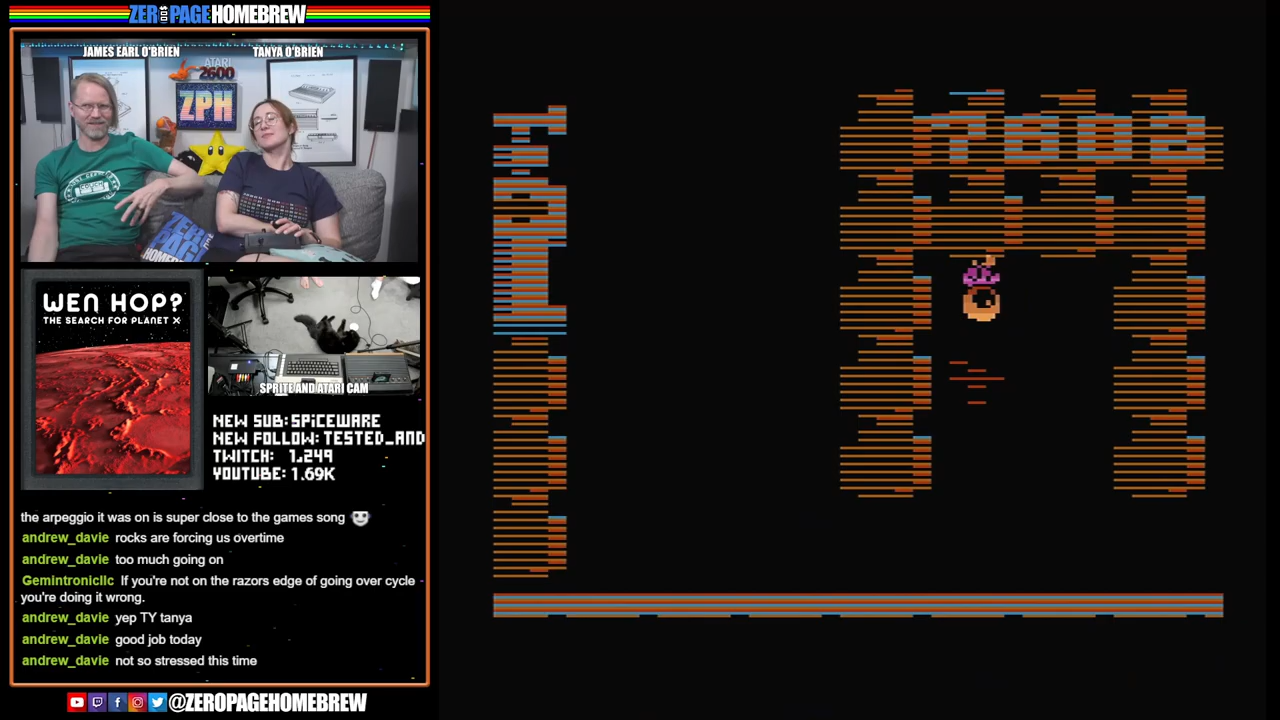 ZEROPAGEHOMEBREW
JAMES EARL O'BRIEN
TANYA O'BRIEN
ATARI
2600
ZPH
COUCH
ZERO
PAGE
WEN HOP?
THE SEARCH FOR PLANET X
SPRITE AND ATARI CAM
NEW SUB: SPICEWARE
NEW FOLLOW: TESTED_AND
TWITCH: 1,249
YOUTUBE: 1.69K
the arpeggio it was on is super close to the games song
andrew_davie rocks are forcing us overtime
andrew_davie too much going on
Gemintronicllc If you're not on the razors edge of going over cycle
you're doing it wrong.
andrew_davie yep TY tanya
andrew_davie good job today
andrew_davie not so stressed this time
@ZEROPAGEHOMEBREW